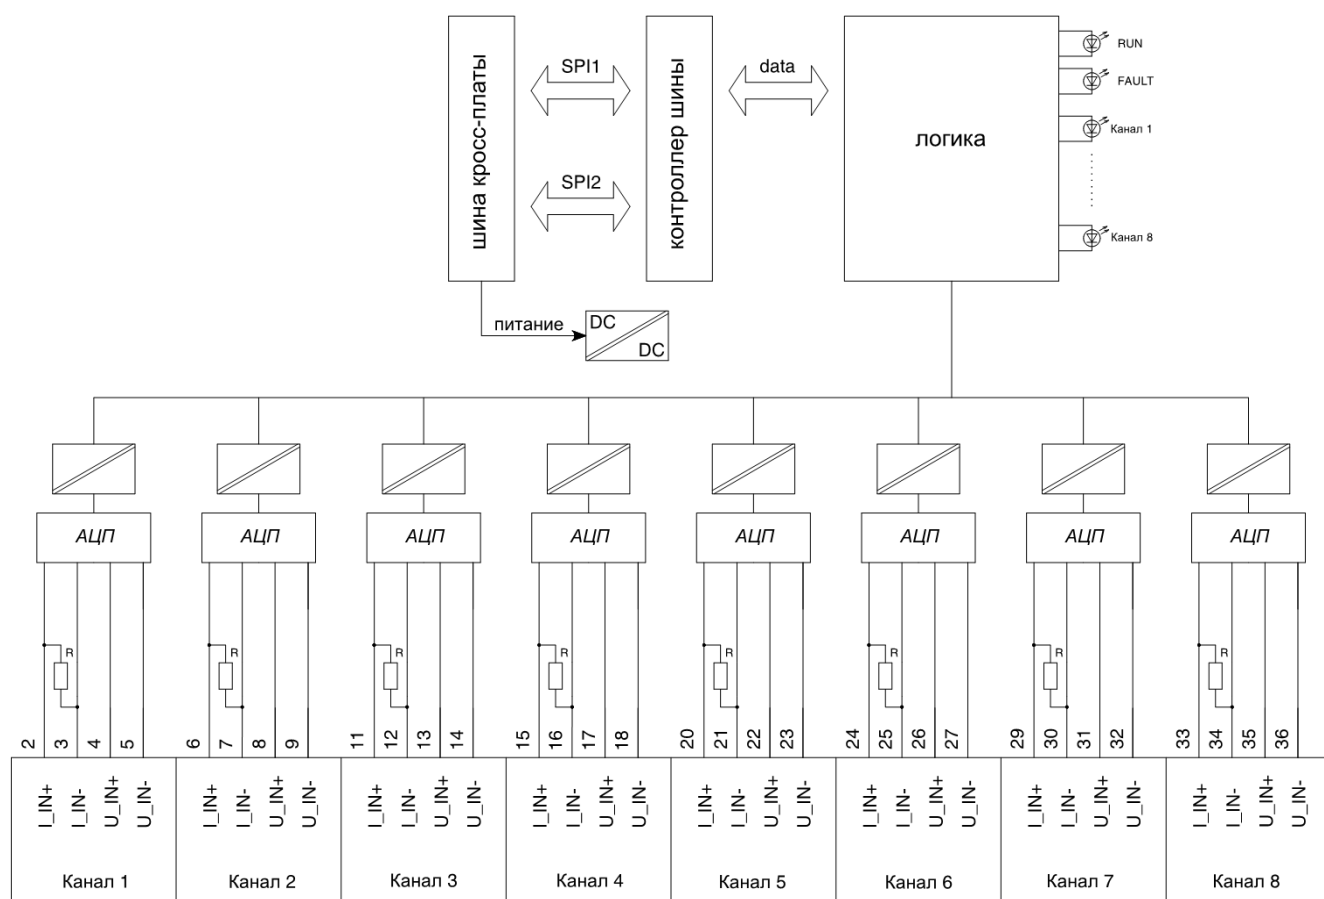 шина кросс-платы
SPI1
SPI2
контроллер шины
data
логика
RUN
FAULT
Канал 1
Канал 8
питание
DC
DC
АЦП АЦП АЦП АЦП АЦП АЦП АЦП АЦП
R R R R R R R R
2 3 4 5 6 7 8 9 11 12 13 14 15 16 17 18 20 21 22 23 24 25 26 27 29 30 31 32 33 34 35 36
I_IN+ I_IN- U_IN+ U_IN- I_IN+ I_IN- U_IN+ U_IN- I_IN+ I_IN- U_IN+ U_IN- I_IN+ I_IN- U_IN+ U_IN- I_IN+ I_IN- U_IN+ U_IN- I_IN+ I_IN- U_IN+ U_IN- I_IN+ I_IN- U_IN+ U_IN- I_IN+ I_IN- U_IN+ U_IN-
Канал 1 Канал 2 Канал 3 Канал 4 Канал 5 Канал 6 Канал 7 Канал 8